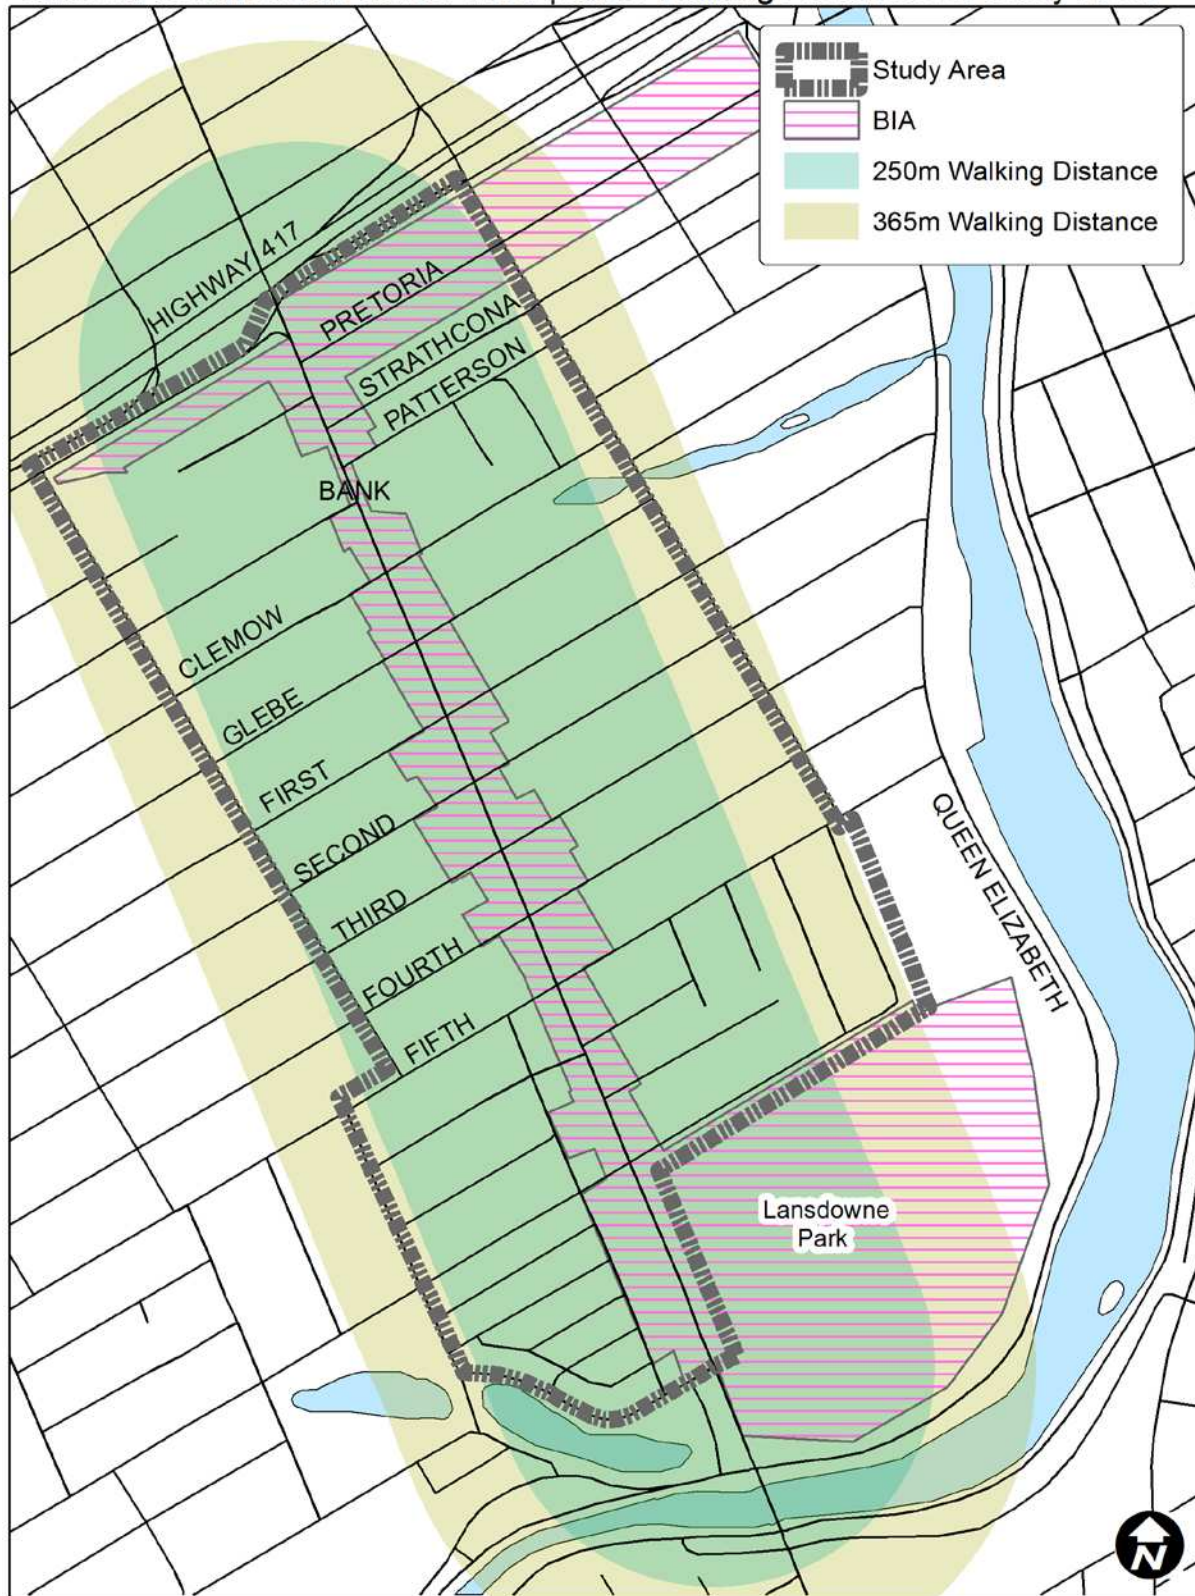 Study Area
BIA
250m Walking Distance
365m Walking Distance
HIGHWAY 417
PRETORIA
STRATHCONA
PATTERSON
BANK
CLEMOW
GLEBE
FIRST
SECOND
THIRD
FOURTH
FIFTH
QUEEN ELIZABETH
Lansdowne
Park
N